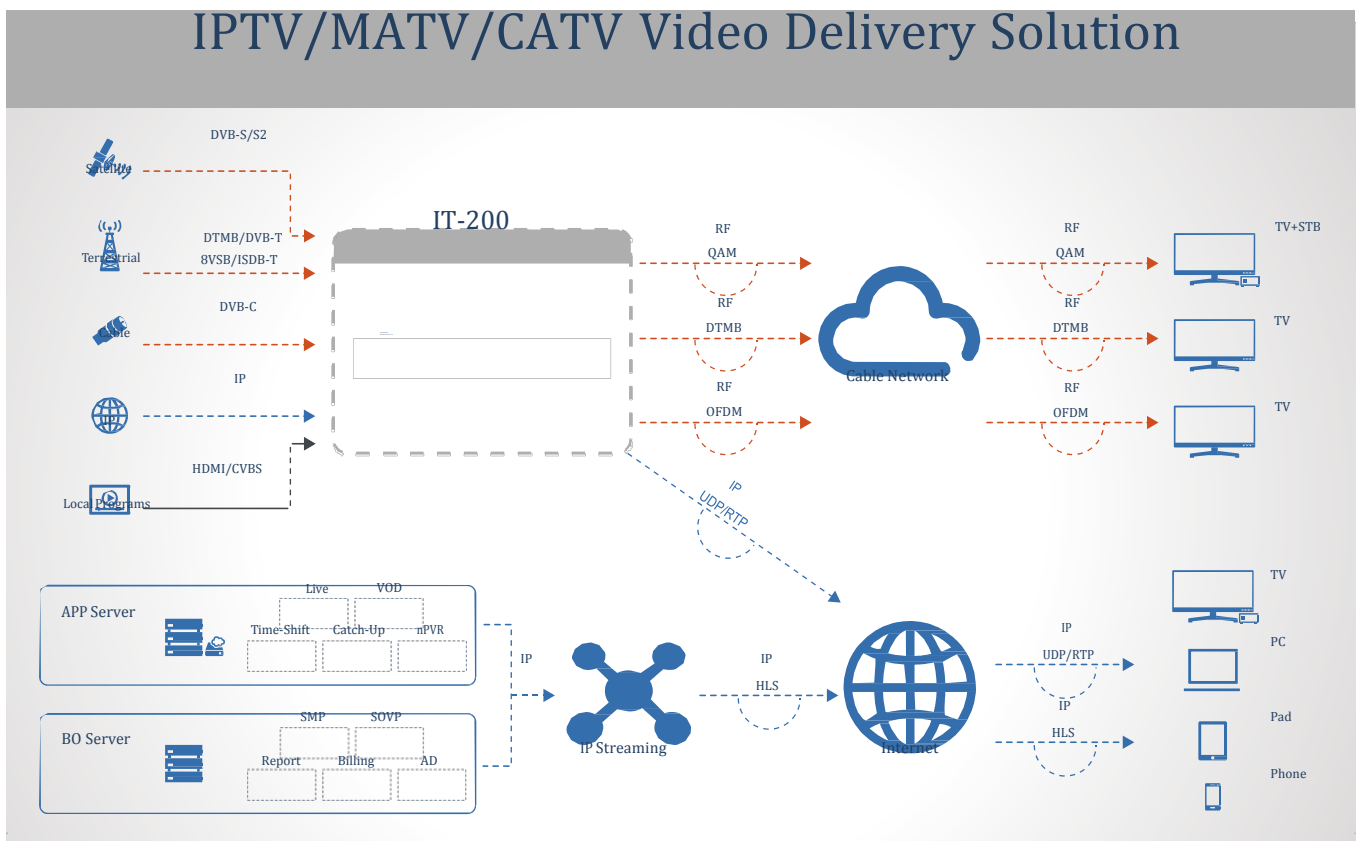 IPTV/MATV/CATV Video Delivery Solution
DVB-S/S2
Satellite
DTMB/DVB-T
8VSB/ISDB-T
Terrestrial
DVB-C
Cable
IP
IP
HDMI/CVBS
Local Programs
IT-200
RF
QAM
RF
DTMB
RF
OFDM
Cable Network
RF
QAM
RF
DTMB
RF
OFDM
TV+STB
TV
TV
IP
UDP/RTP
APP Server
Live
VOD
Time-Shift
Catch-Up
nPVR
BO Server
SMP
SOVP
Report
Billing
AD
IP
IP Streaming
IP
HLS
Internet
IP
UDP/RTP
IP
HLS
TV
PC
Pad
Phone